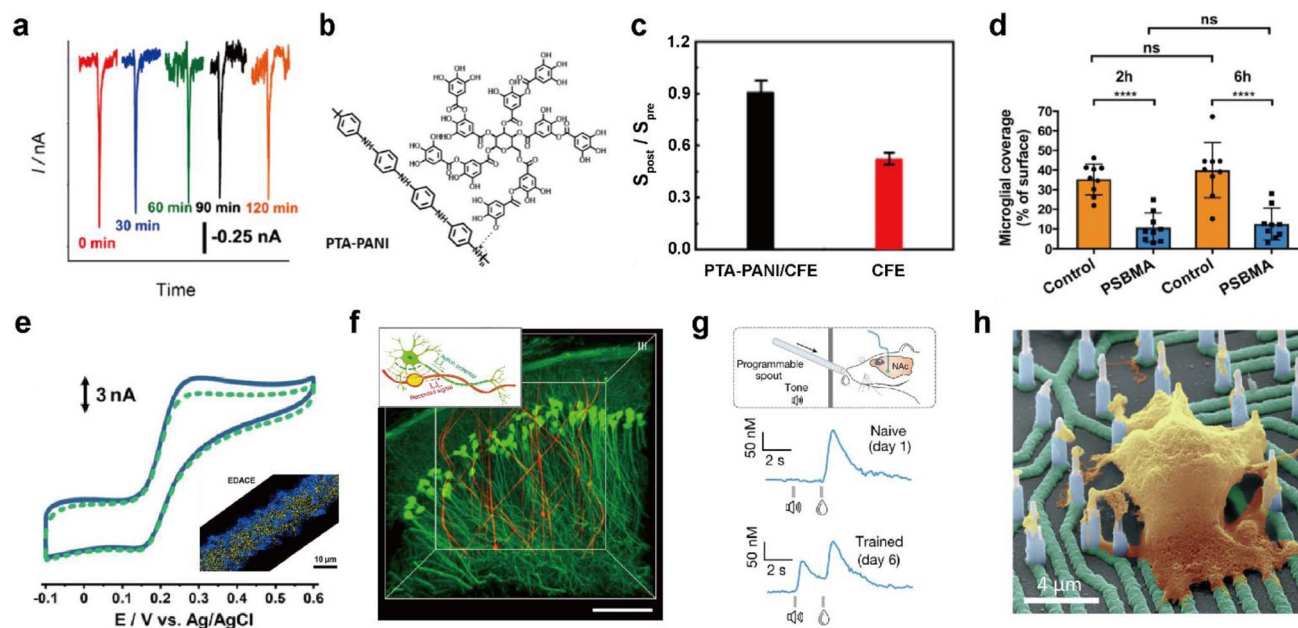 a
I / nA
0 min
30 min
60 min
90 min
120 min
-0.25 nA
Time
b
PTA-PANI
c
S_post / S_pre
1.2
0.9
0.6
0.3
0.0
PTA-PANI/CFE
CFE
d
ns
ns
2h
6h
****
****
Microglial coverage
(% of surface)
70
60
50
40
30
20
10
0
Control
PSBMA
Control
PSBMA
e
3 nA
EDACE
10 μm
-0.1
0
0.1
0.2
0.3
0.4
0.5
0.6
E / V vs. Ag/AgCl
f
Action potential
Recorded signal
III
g
Programmable
spout
Tone
NAc
50 nM
2 s
Naive
(day 1)
50 nM
2 s
Trained
(day 6)
h
4 μm